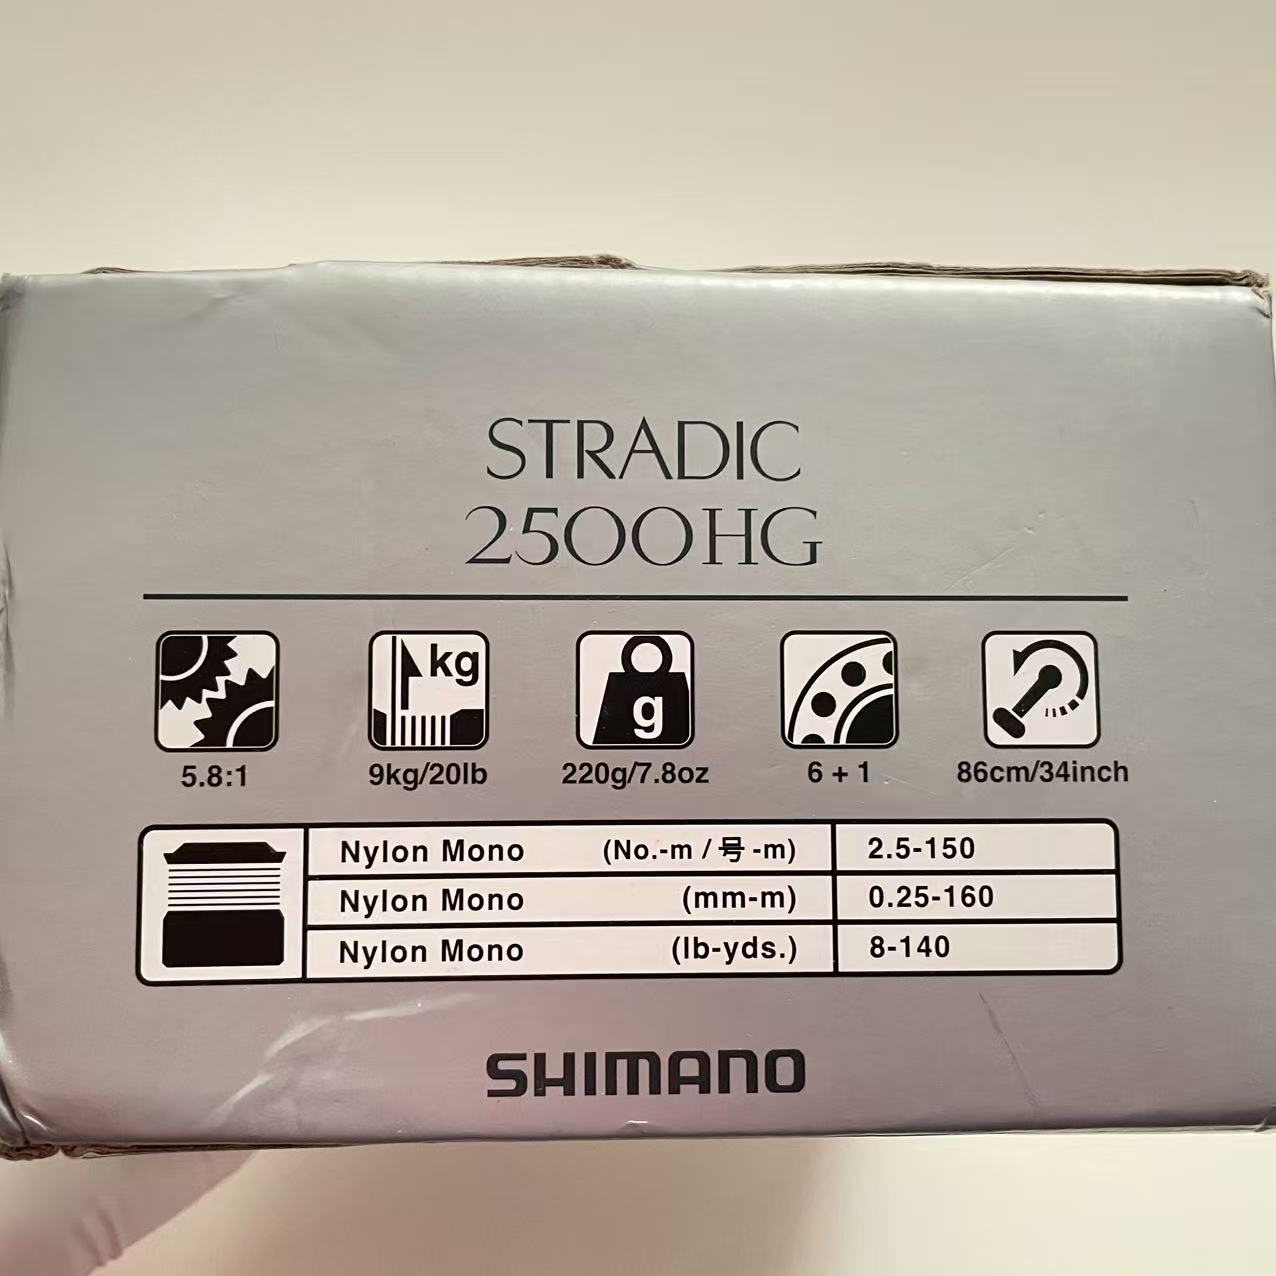 STRADIC
2500HG
kg
g
5.8:1 9kg/20lb 220g/7.8oz 6 + 1 86cm/34inch
Nylon Mono (No.-m / 号 -m) 2.5-150
Nylon Mono (mm-m) 0.25-160
Nylon Mono (lb-yds.) 8-140
SHIMANO